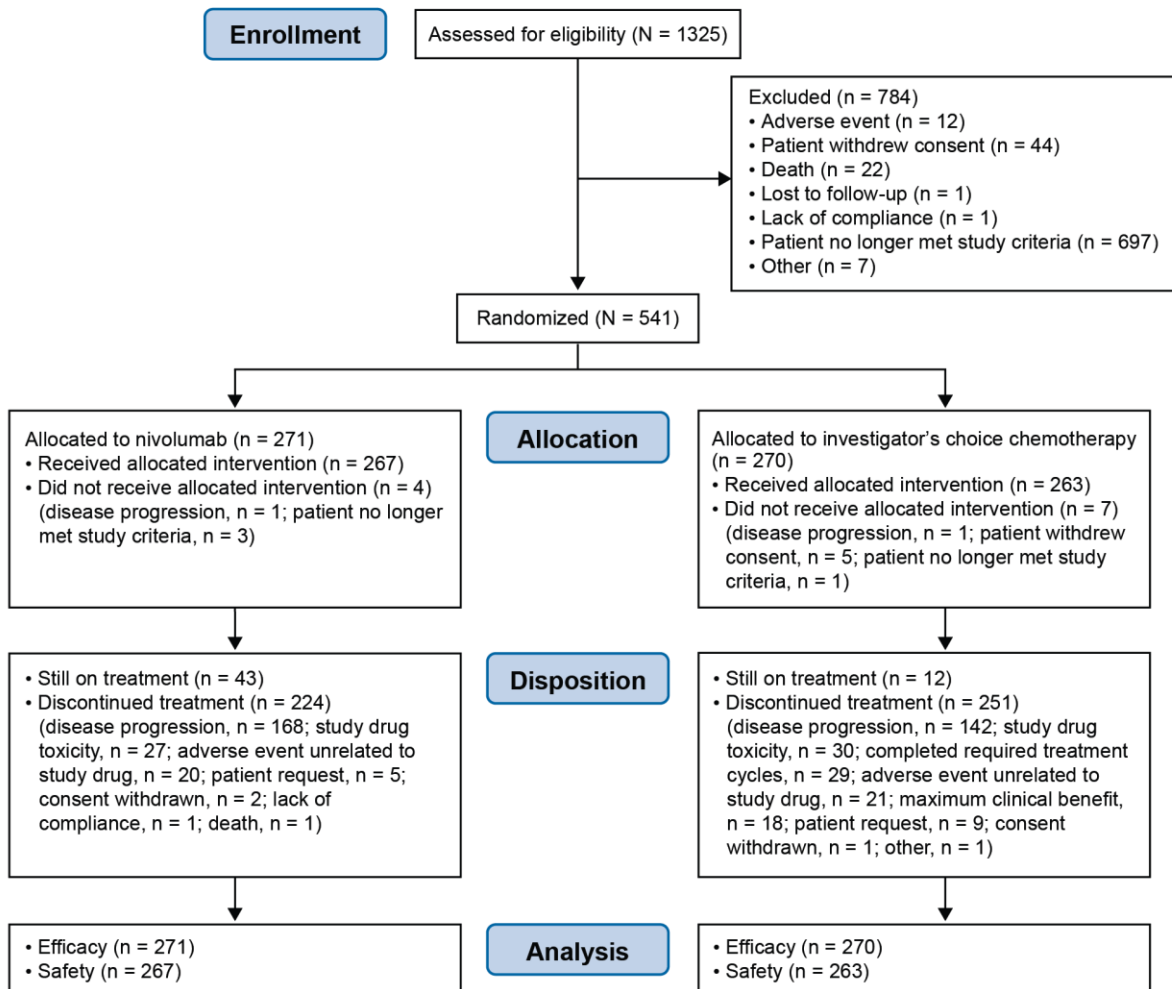 Enrollment
Assessed for eligibility (N = 1325)
Excluded (n = 784)
• Adverse event (n = 12)
• Patient withdrew consent (n = 44)
• Death (n = 22)
• Lost to follow-up (n = 1)
• Lack of compliance (n = 1)
• Patient no longer met study criteria (n = 697)
• Other (n = 7)
Randomized (N = 541)
Allocation
Allocated to nivolumab (n = 271)
• Received allocated intervention (n = 267)
• Did not receive allocated intervention (n = 4)
(disease progression, n = 1; patient no longer
met study criteria, n = 3)
Allocated to investigator's choice chemotherapy
(n = 270)
• Received allocated intervention (n = 263)
• Did not receive allocated intervention (n = 7)
(disease progression, n = 1; patient withdrew
consent, n = 5; patient no longer met study
criteria, n = 1)
Disposition
• Still on treatment (n = 43)
• Discontinued treatment (n = 224)
(disease progression, n = 168; study drug
toxicity, n = 27; adverse event unrelated to
study drug, n = 20; patient request, n = 5;
consent withdrawn, n = 2; lack of
compliance, n = 1; death, n = 1)
• Still on treatment (n = 12)
• Discontinued treatment (n = 251)
(disease progression, n = 142; study drug
toxicity, n = 30; completed required treatment
cycles, n = 29; adverse event unrelated to
study drug, n = 21; maximum clinical benefit,
n = 18; patient request, n = 9; consent
withdrawn, n = 1; other, n = 1)
Analysis
• Efficacy (n = 271)
• Safety (n = 267)
• Efficacy (n = 270)
• Safety (n = 263)